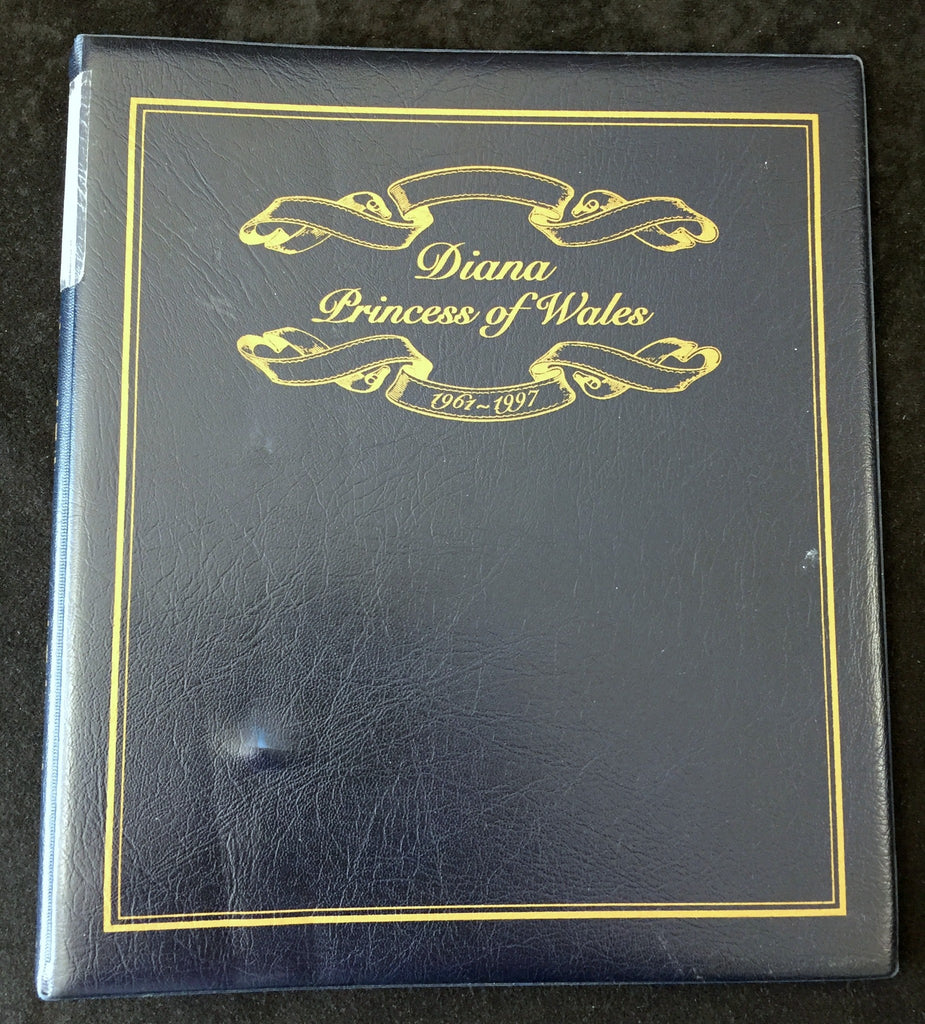 Diana
Princess of Wales
1961~1997